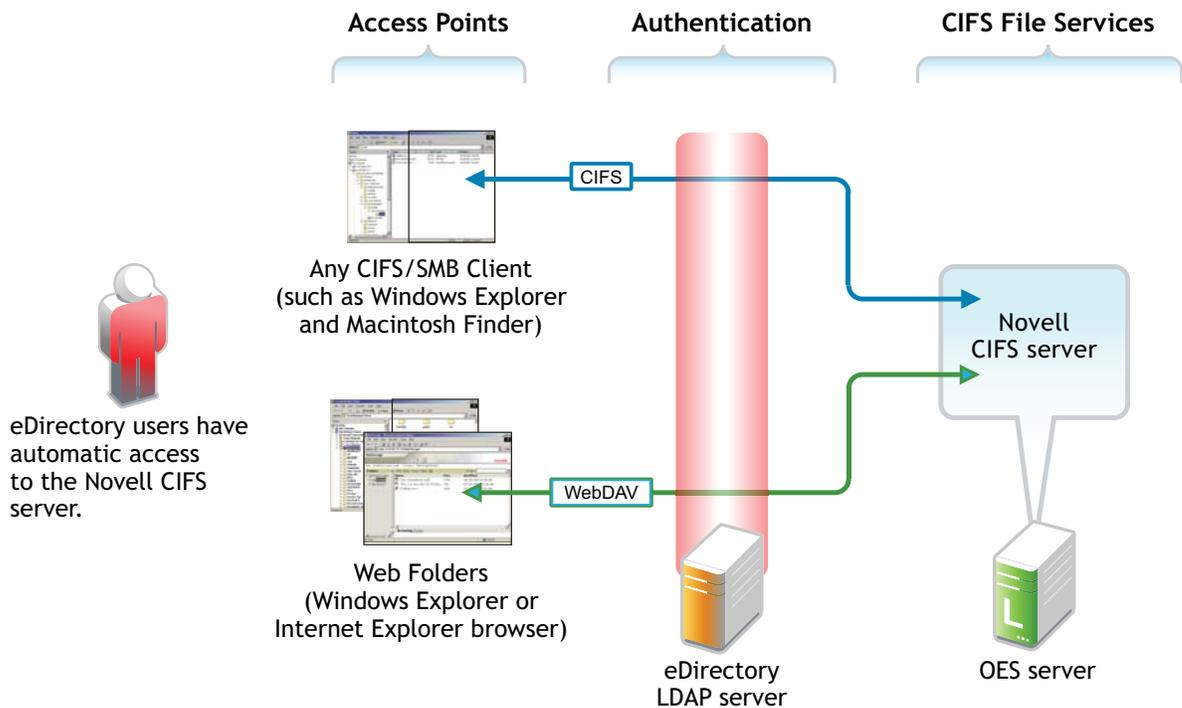 Access Points
Authentication
CIFS File Services
CIFS
Any CIFS/SMB Client
(such as Windows Explorer
and Macintosh Finder)
Novell
CIFS server
eDirectory users have
automatic access
to the Novell CIFS
server.
WebDAV
Web Folders
(Windows Explorer or
Internet Explorer browser)
eDirectory
LDAP server
L
OES server